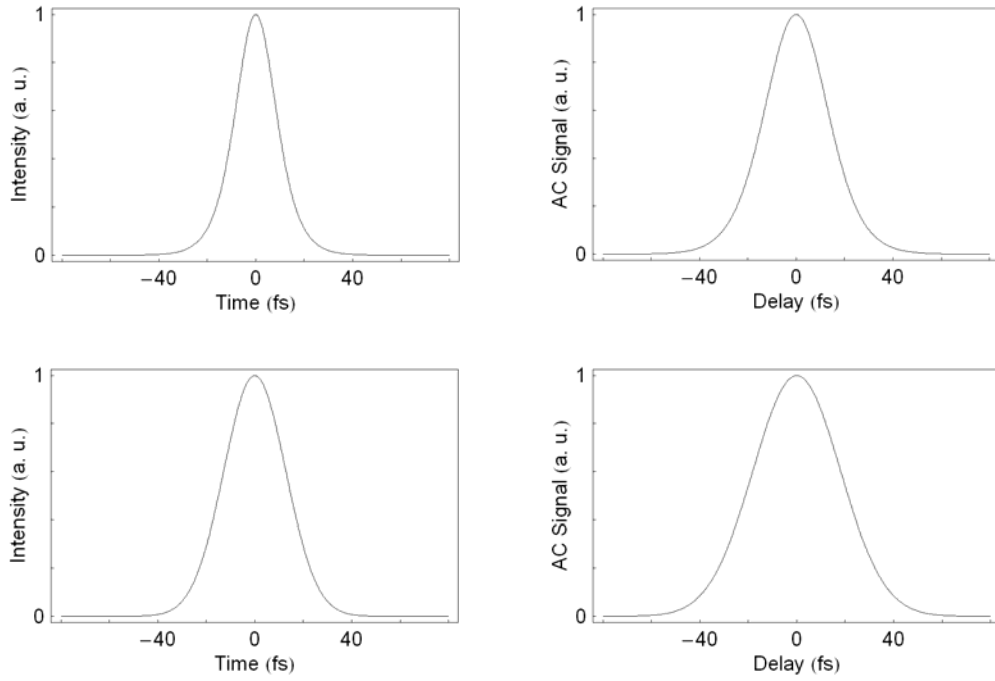 1
Intensity (a. u.)
0
−40 0 40
Time (fs)
1
AC Signal (a. u.)
0
−40 0 40
Delay (fs)
1
Intensity (a. u.)
0
−40 0 40
Time (fs)
1
AC Signal (a. u.)
0
−40 0 40
Delay (fs)